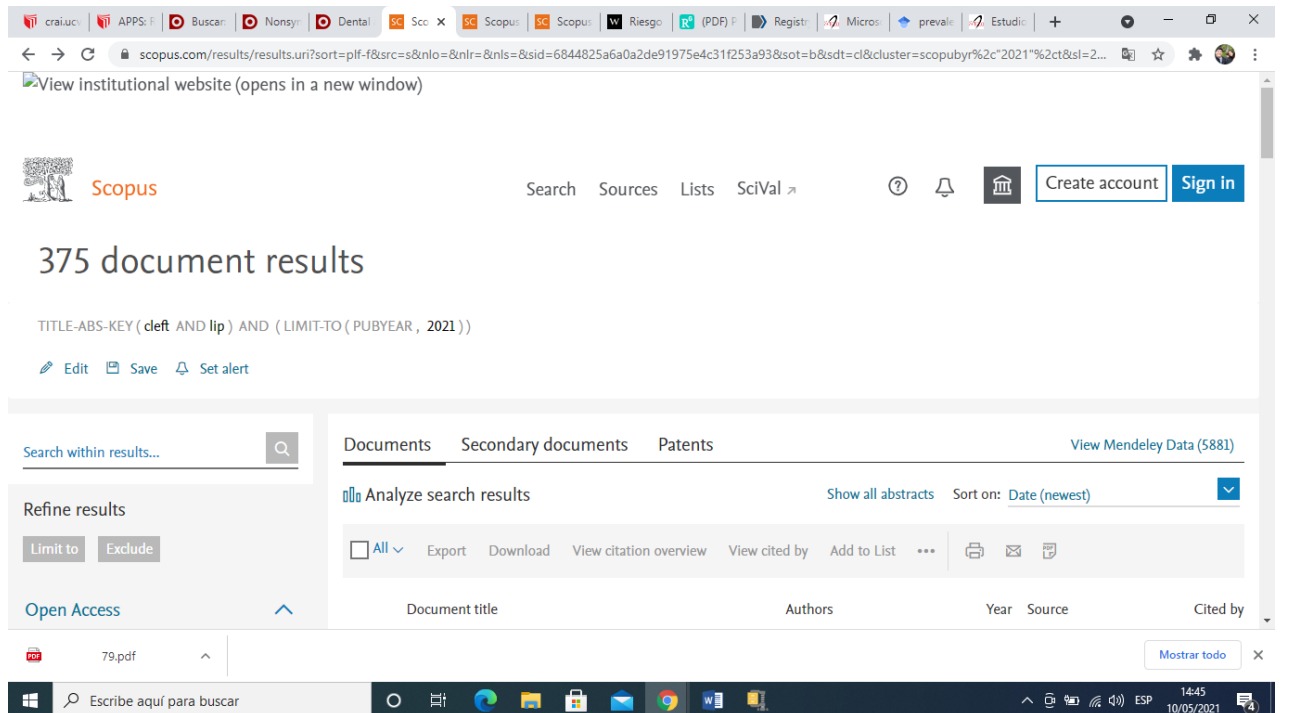 crai.ucv APPS: F Buscar: Nonsyn Dental Sco Scopus Scopus Riesgo (PDF) F Registr Micros prevale Estudio
scopus.com/results/results.uri?sort=plf-f&src=s&nlo=&nlr=&nls=&sid=6844825a6a0a2de91975e4c31f253a93&sot=b&sdt=cl&cluster=scopubyr%2c"2021"%2ct&sl=2...
View institutional website (opens in a new window)
Scopus
Search Sources Lists SciVal
Create account Sign in
375 document results
TITLE-ABS-KEY ( cleft AND lip ) AND ( LIMIT-TO ( PUBYEAR , 2021 ) )
Edit Save Set alert
Search within results...
Documents Secondary documents Patents
View Mendeley Data (5881)
Analyze search results
Show all abstracts Sort on: Date (newest)
Refine results
Limit to Exclude
All Export Download View citation overview View cited by Add to List •••
Open Access
Document title Authors Year Source Cited by
PDF 79.pdf
Mostrar todo
Escribe aquí para buscar
ESP
14:45
10/05/2021
4